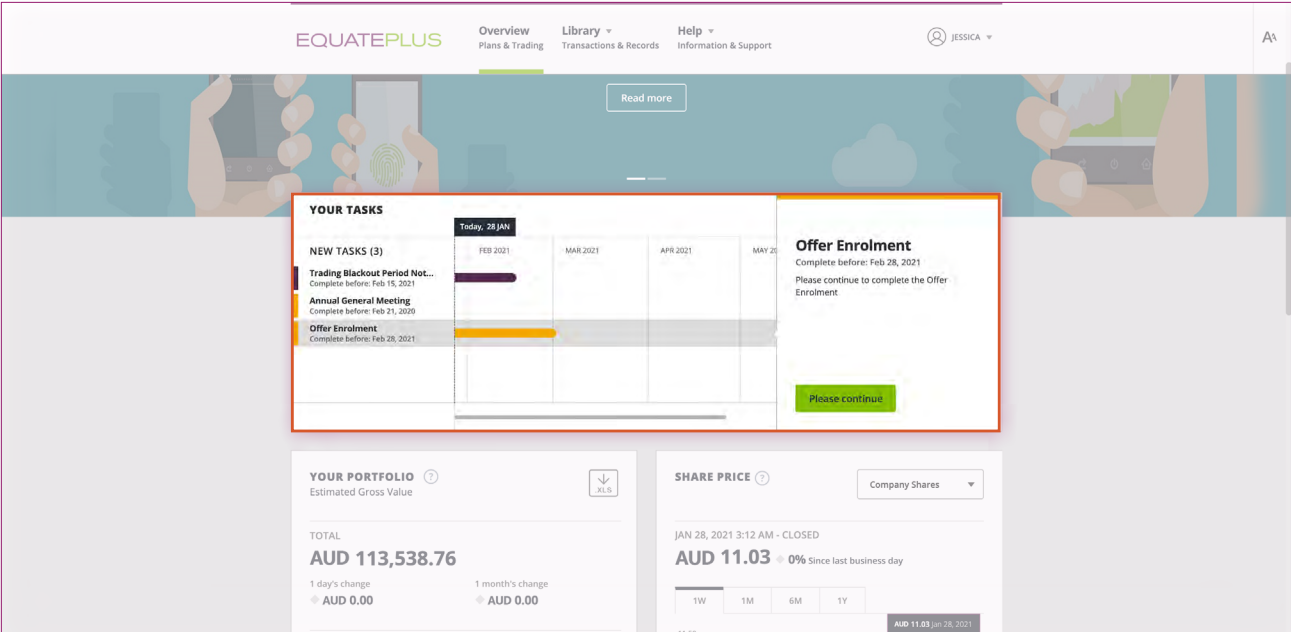 EQUATEPLUS
Overview
Plans & Trading
Library
Transactions & Records
Help
Information & Support
JESSICA
Read more
YOUR TASKS
Today, 28 JAN
NEW TASKS (3)
FEB 2021
MAR 2021
APR 2021
MAY 20
Trading Blackout Period Not...
Complete before: Feb 15, 2021
Annual General Meeting
Complete before: Feb 21, 2020
Offer Enrolment
Complete before: Feb 28, 2021
Offer Enrolment
Complete before: Feb 28, 2021
Please continue to complete the Offer
Enrolment
Please continue
YOUR PORTFOLIO ?
Estimated Gross Value
.XLS
TOTAL
AUD 113,538.76
1 day's change
AUD 0.00
1 month's change
AUD 0.00
SHARE PRICE ?
Company Shares
JAN 28, 2021 3:12 AM - CLOSED
AUD 11.03 0% Since last business day
1W
1M
6M
1Y
AUD 11.03 Jan 28, 2021